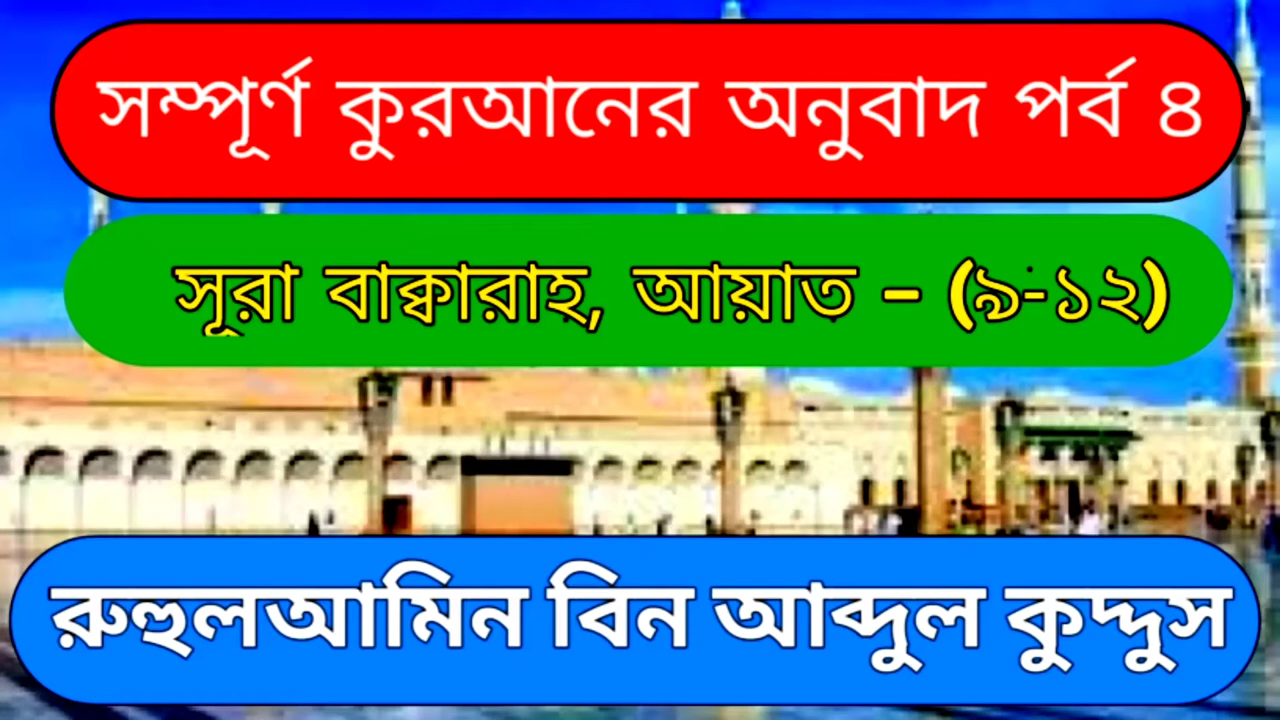 সম্পূর্ণ কুরআনের অনুবাদ পর্ব ৪
সূরা বাক্বারাহ, আয়াত – (৯-১২)
রুহুলআমিন বিন আব্দুল কুদ্দুস